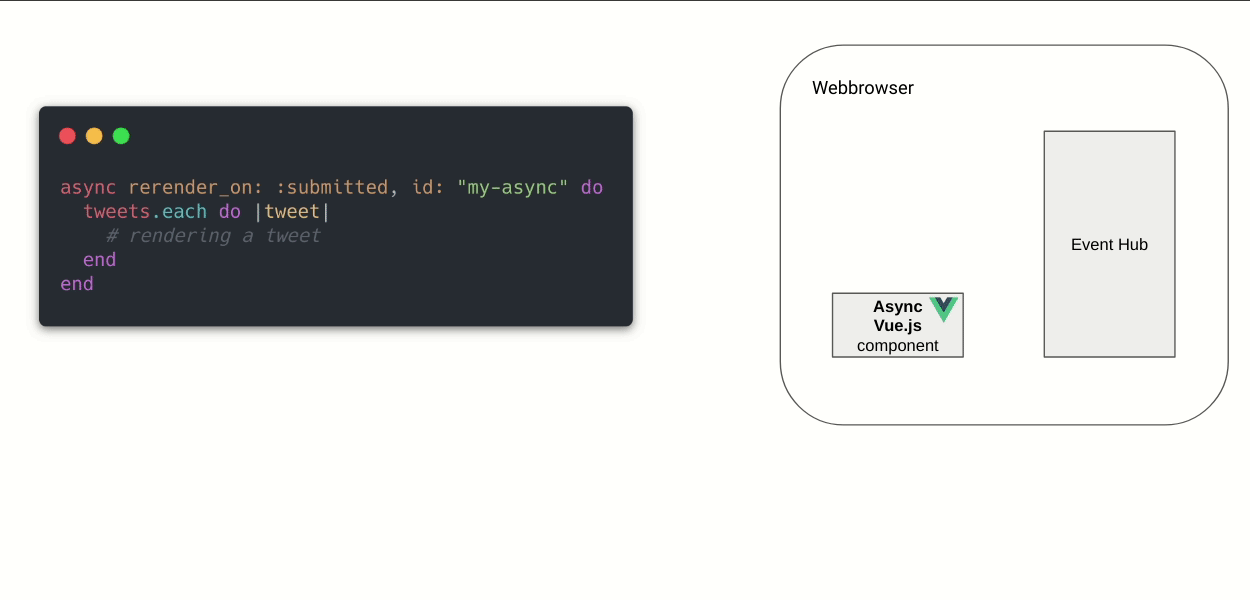 async rerender_on: :submitted, id: "my-async" do
  tweets.each do |tweet|
    # rendering a tweet
  end
end
Webbrowser
Event Hub
Async
Vue.js
component